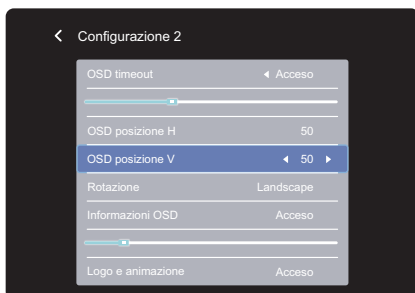 Configurazione 2
OSD timeout Acceso
OSD posizione H 50
OSD posizione V 50
Rotazione Landscape
Informazioni OSD Acceso
Logo e animazione Acceso